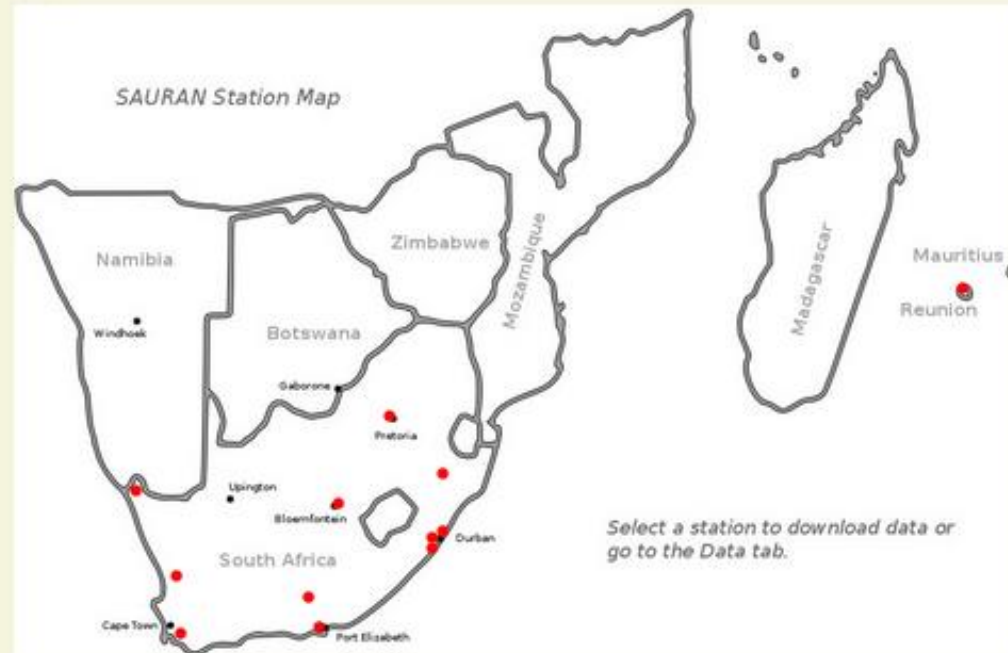 SAURAN Station Map
Namibia
Windhoek
Botswana
Gaborone
Zimbabwe
Mozambique
Madagascar
Mauritius
Reunion
Pretoria
Upington
Bloemfontein
Durban
South Africa
Cape Town
Port Elizabeth
Select a station to download data or
go to the Data tab.